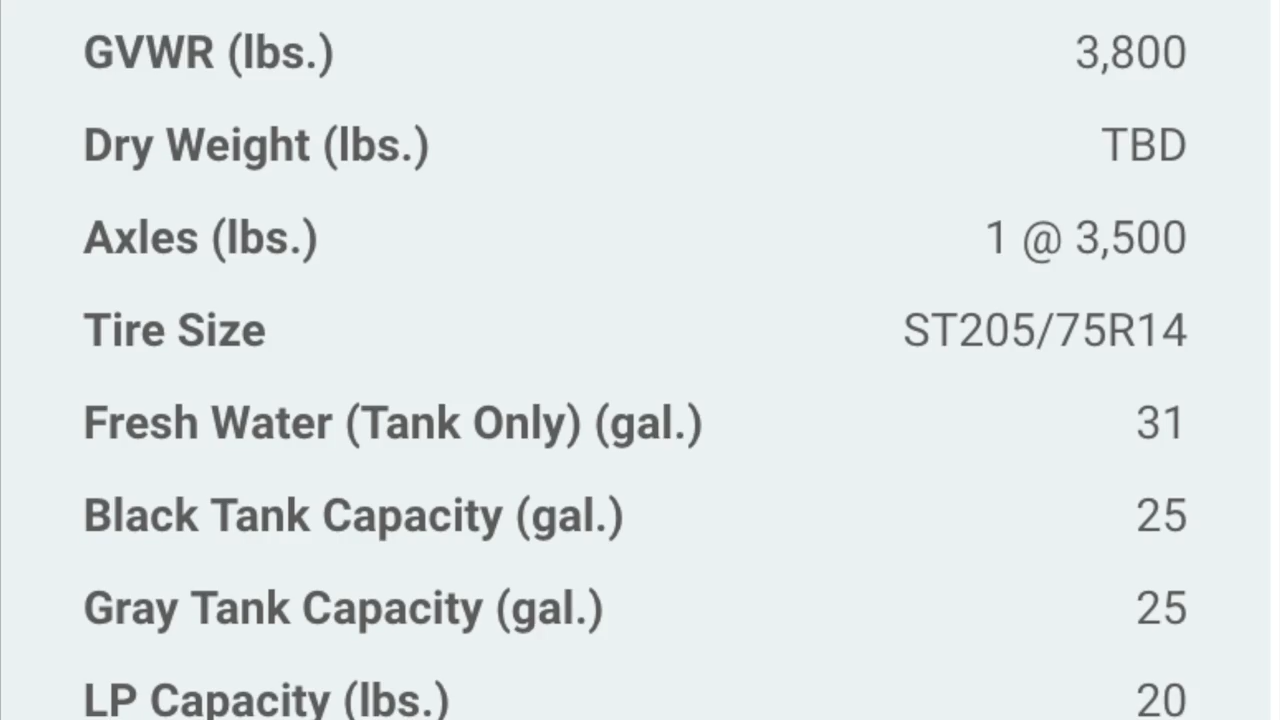 GVWR (lbs.) 3,800
Dry Weight (lbs.) TBD
Axles (lbs.) 1 @ 3,500
Tire Size ST205/75R14
Fresh Water (Tank Only) (gal.) 31
Black Tank Capacity (gal.) 25
Gray Tank Capacity (gal.) 25
LP Capacity (lbs.) 20